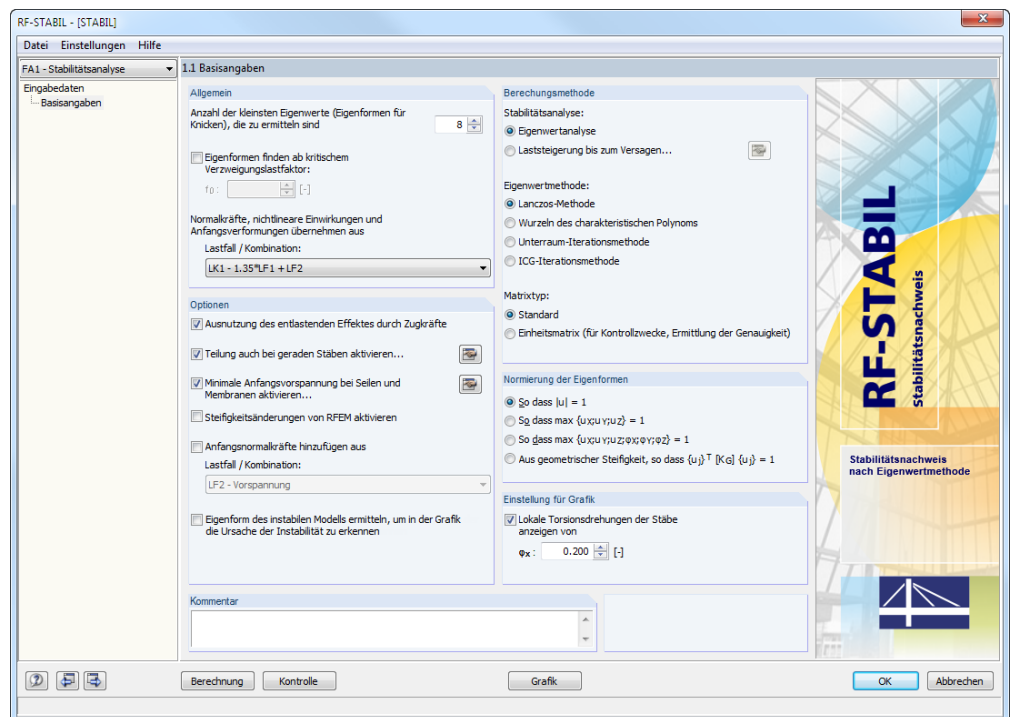 RF-STABIL - [STABIL]
Datei Einstellungen Hilfe
FA1 - Stabilitätsanalyse
1.1 Basisangaben
Eingabedaten
Basisangaben
Allgemein
Anzahl der kleinsten Eigenwerte (Eigenformen für
Knicken), die zu ermitteln sind
8
Eigenformen finden ab kritischem
Verzweigungslastfaktor:
f0 : [-]
Normalkräfte, nichtlineare Einwirkungen und
Anfangsverformungen übernehmen aus
Lastfall / Kombination:
LK1 - 1.35*LF1 + LF2
Optionen
Ausnutzung des entlastenden Effektes durch Zugkräfte
Teilung auch bei geraden Stäben aktivieren...
Minimale Anfangsvorspannung bei Seilen und
Membranen aktivieren...
Steifigkeitsänderungen von RFEM aktivieren
Anfangsnormalkräfte hinzufügen aus
Lastfall / Kombination:
LF2 - Vorspannung
Eigenform des instabilen Modells ermitteln, um in der Grafik
die Ursache der Instabilität zu erkennen
Berechungsmethode
Stabilitätsanalyse:
Eigenwertanalyse
Laststeigerung bis zum Versagen...
Eigenwertmethode:
Lanczos-Methode
Wurzeln des charakteristischen Polynoms
Unterraum-Iterationsmethode
ICG-Iterationsmethode
Matrixtyp:
Standard
Einheitsmatrix (für Kontrollzwecke, Ermittlung der Genauigkeit)
Normierung der Eigenformen
So dass |u| = 1
So dass max {ux;uy;uz} = 1
So dass max {ux;uy;uz;φx;φy;φz} = 1
Aus geometrischer Steifigkeit, so dass {uj}ᵀ [KG] {uj} = 1
Einstellung für Grafik
Lokale Torsionsdrehungen der Stäbe
anzeigen von
φx : 0.200 [-]
Kommentar
RF-STABIL
Stabilitätsnachweis
Stabilitätsnachweis
nach Eigenwertmethode
Berechnung
Kontrolle
Grafik
OK
Abbrechen